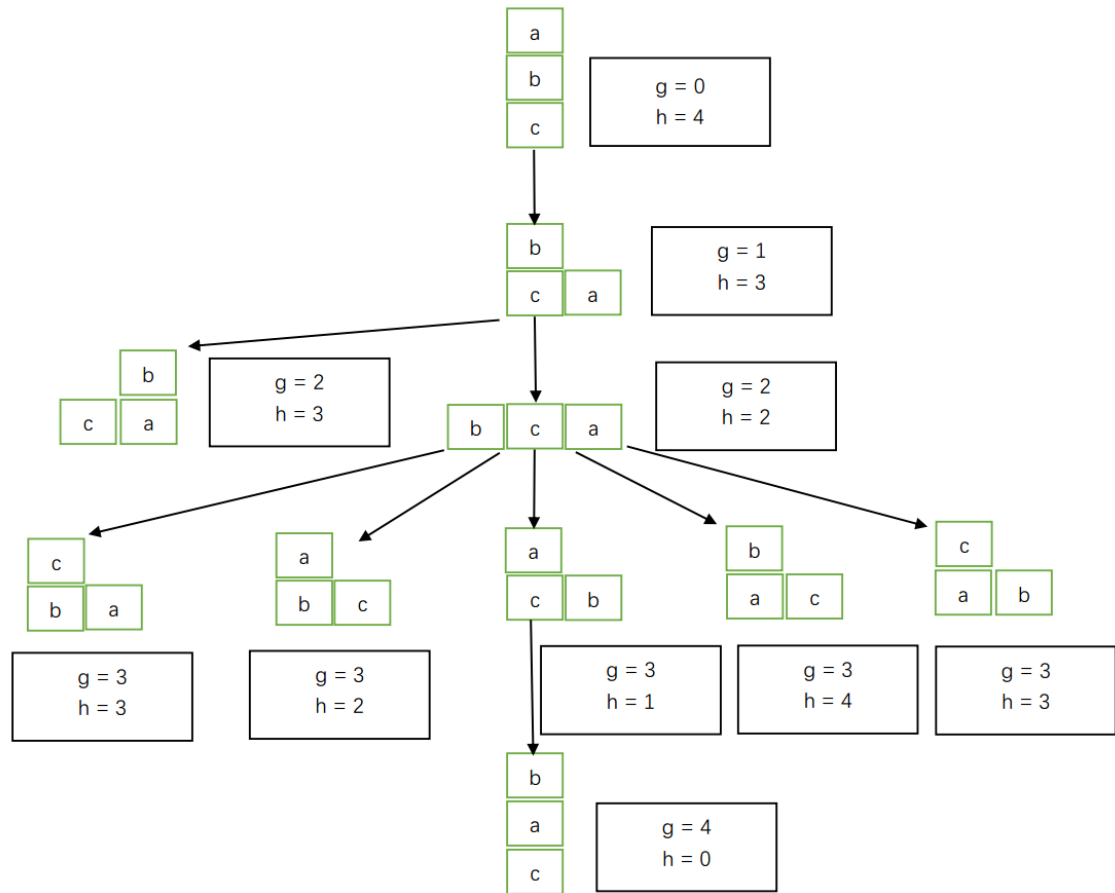 a
b
g = 0
h = 4
c
b
g = 1
h = 3
c a
b
g = 2
h = 3
g = 2
h = 2
c a
b c a
c
a
a
b
c
b a
b c
c b
a c
a b
g = 3
h = 3
g = 3
h = 2
g = 3
h = 1
g = 3
h = 4
g = 3
h = 3
b
a
g = 4
h = 0
c